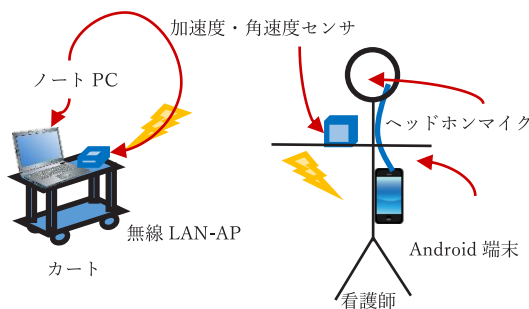 加速度・角速度センサ
ノート PC
ヘッドホンマイク
無線 LAN-AP
Android 端末
カート
看護師